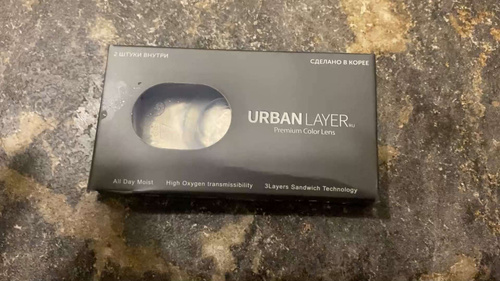 2 ШТУКИ ВНУТРИ
СДЕЛАНО В КОРЕЕ
URBAN LAYER RU
Premium Color Lens
All Day Moist
High Oxygen transmissibility
3Layers Sandwich Technology